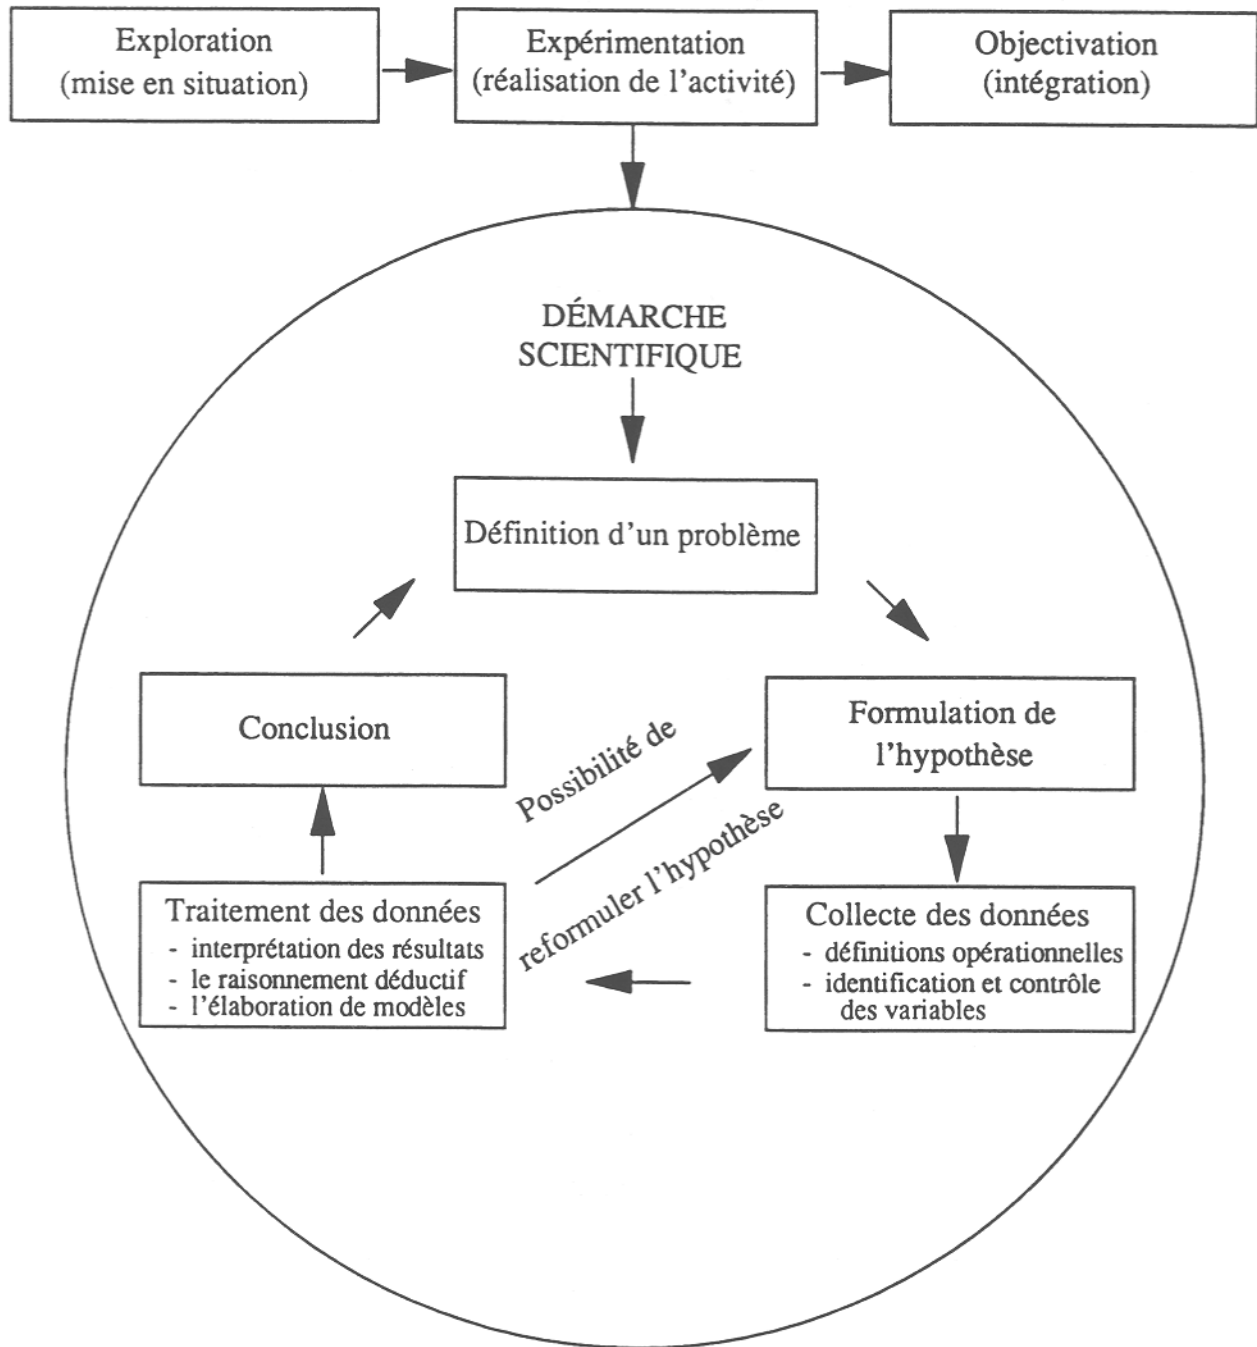 Exploration
(mise en situation)
Expérimentation
(réalisation de l'activité)
Objectivation
(intégration)
DÉMARCHE
SCIENTIFIQUE
Définition d'un problème
Conclusion
Formulation de
l'hypothèse
Possibilité de
reformuler l'hypothèse
Traitement des données
- interprétation des résultats
- le raisonnement déductif
- l'élaboration de modèles
Collecte des données
- définitions opérationnelles
- identification et contrôle
des variables